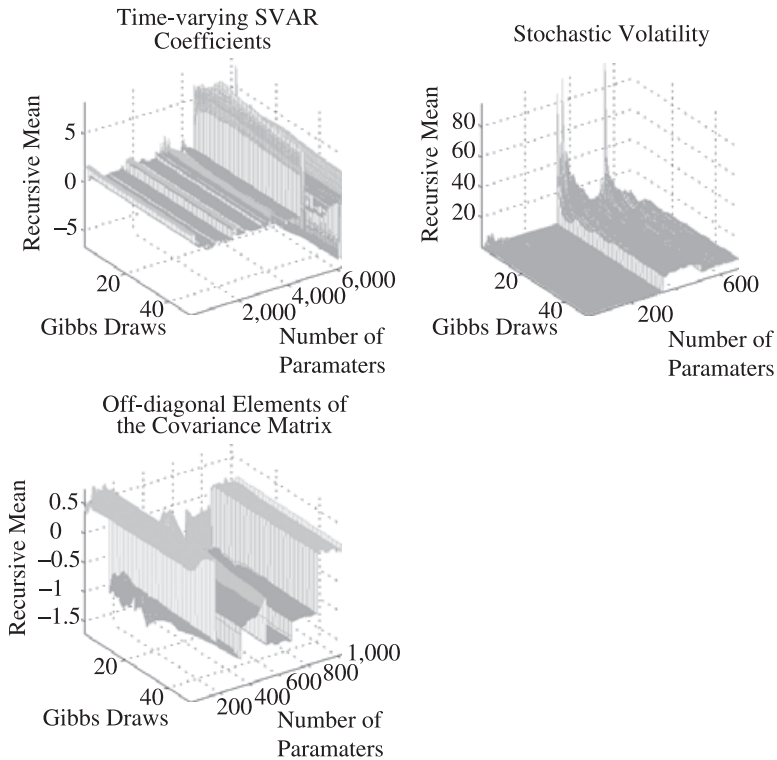 Time-varying SVAR
Coefficients
Recursive Mean
5
0
−5
20
40
Gibbs Draws
2,000
4,000
6,000
Number of
Paramaters
Stochastic Volatility
Recursive Mean
80
60
40
20
20
40
Gibbs Draws
200
600
Number of
Paramaters
Off-diagonal Elements of
the Covariance Matrix
Recursive Mean
0.5
0
−0.5
−1
−1.5
20
40
Gibbs Draws
200
400
600
800
1,000
Number of
Paramaters